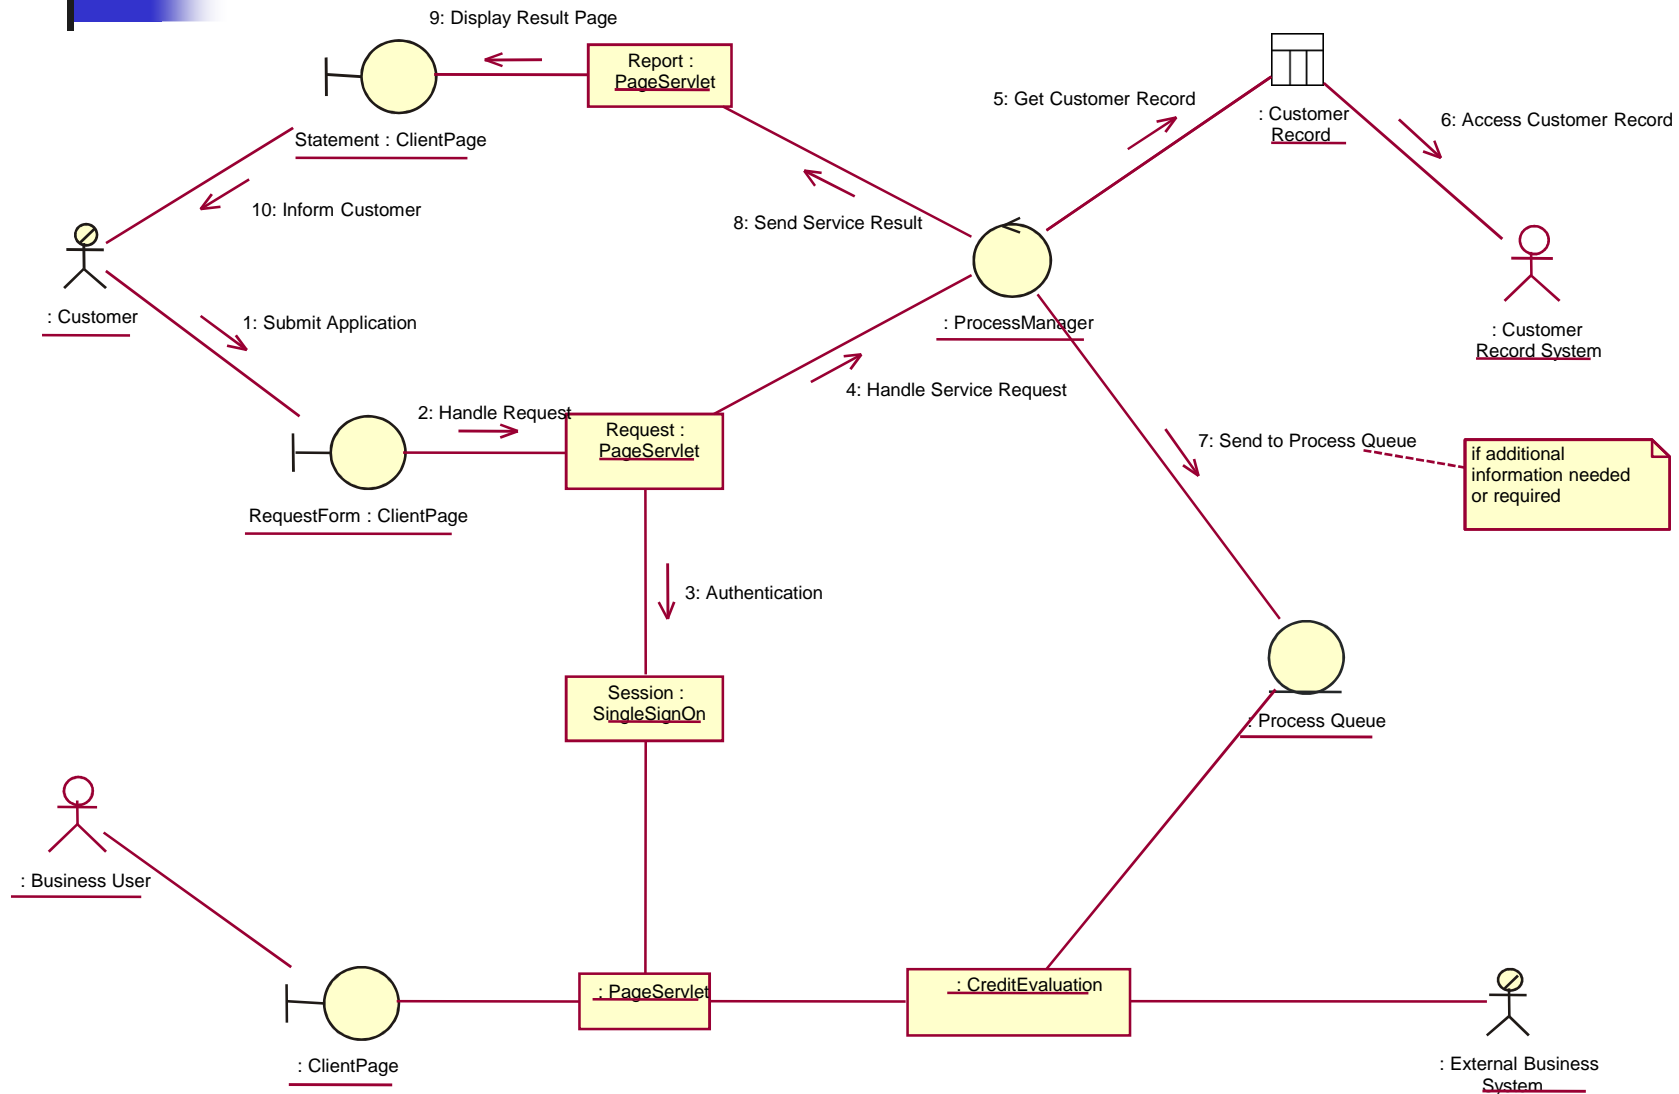 9: Display Result Page
Report :
PageServlet
5: Get Customer Record
: Customer
Record
6: Access Customer Record
Statement : ClientPage
10: Inform Customer
8: Send Service Result
: Customer
1: Submit Application
: ProcessManager
: Customer
Record System
4: Handle Service Request
2: Handle Request
Request :
PageServlet
7: Send to Process Queue
if additional
information needed
or required
RequestForm : ClientPage
3: Authentication
Session :
SingleSignOn
: Process Queue
: Business User
: PageServlet
: CreditEvaluation
: ClientPage
: External Business
System